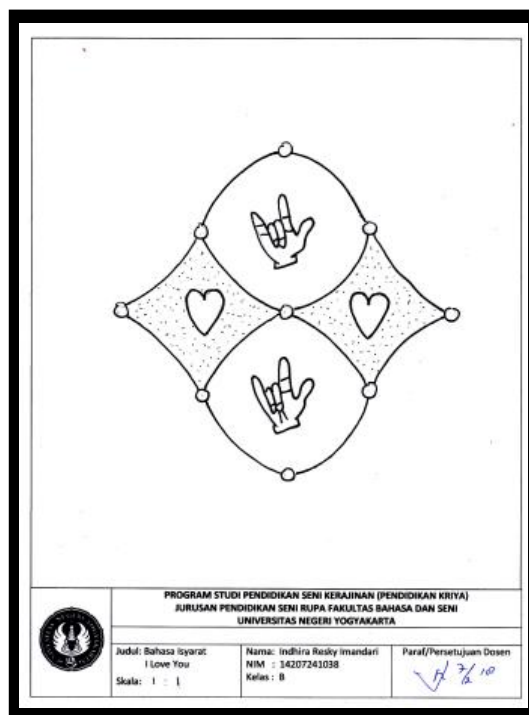 PROGRAM STUDI PENDIDIKAN SENI KERAJINAN (PENDIDIKAN KRIYA)
JURUSAN PENDIDIKAN SENI RUPA FAKULTAS BAHASA DAN SENI
UNIVERSITAS NEGERI YOGYAKARTA
Judul: Bahasa Isyarat
I Love You
Skala: 1 : 1
Nama: Indhira Resky Imandari
NIM : 14207241038
Kelas : B
Paraf/Persetujuan Dosen